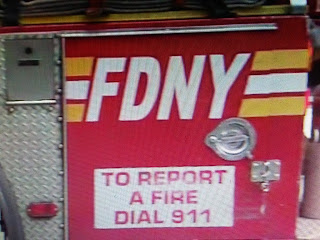 FDNY
TO REPORT
A FIRE
DIAL 911